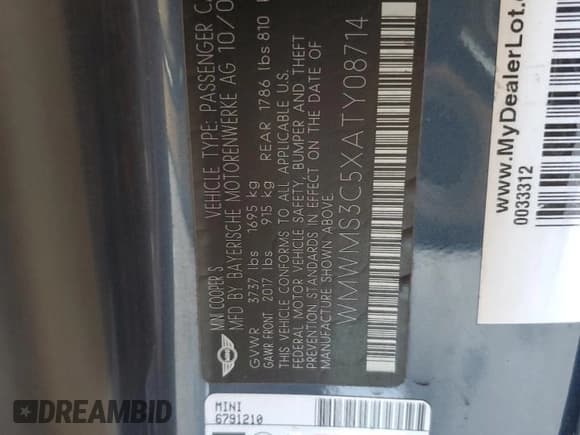 MINI COOPER S VEHICLE TYPE: PASSENGER
MFD BY BAYERISCHE MOTORENWERKE AG 10/0
GVWR 3737 lbs 1695 kg
GAWR FRONT 2017 lbs 915 kg REAR 1786 lbs 810
THIS VEHICLE CONFORMS TO ALL APPLICABLE U.S.
FEDERAL MOTOR VEHICLE SAFETY, BUMPER AND THEFT
PREVENTION STANDARDS IN EFFECT ON THE DATE OF
MANUFACTURE SHOWN ABOVE.
WMWMS3C5XATY08714
www.MyDealerLot.c
0033312
MINI
6791210
DREAMBID